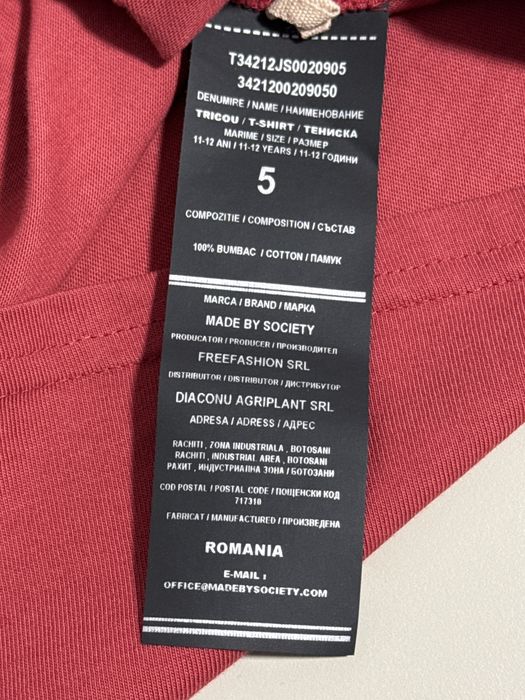 T34212JS0020905
3421200209050
DENUMIRE / NAME / НАИМЕНОВАНИЕ
TRICOU / T-SHIRT / ТЕНИСКА
MARIME / SIZE / РАЗМЕР
11-12 ANI / 11-12 YEARS / 11-12 ГОДИНИ
5
COMPOZITIE / COMPOSITION / СЪСТАВ
100% BUMBAC / COTTON / ПАМУК
MARCA / BRAND / МАРКА
MADE BY SOCIETY
PRODUCATOR / PRODUCER / ПРОИЗВОДИТЕЛ
FREEFASHION SRL
DISTRIBUITOR / DISTRIBUTOR / ДИСТРИБУТОР
DIACONU AGRIPLANT SRL
ADRESA / ADRESS / АДРЕС
RACHITI , ZONA INDUSTRIALA , BOTOSANI
RACHITI , INDUSTRIAL AREA , BOTOSANI
РАХИТ , ИНДУСТРИАЛНА ЗОНА / БОТОЗАНИ
COD POSTAL / POSTAL CODE / ПОЩЕНСКИ КОД
717310
FABRICAT / MANUFACTURED / ПРОИЗВЕДЕНА
ROMANIA
E-MAIL :
OFFICE@MADEBYSOCIETY.COM